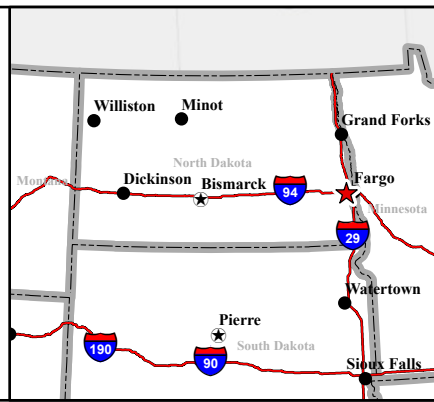 Williston
Minot
Grand Forks
North Dakota
Montana
Dickinson
Bismarck
94
Fargo
Minnesota
29
Watertown
Pierre
South Dakota
190
90
Sioux Falls